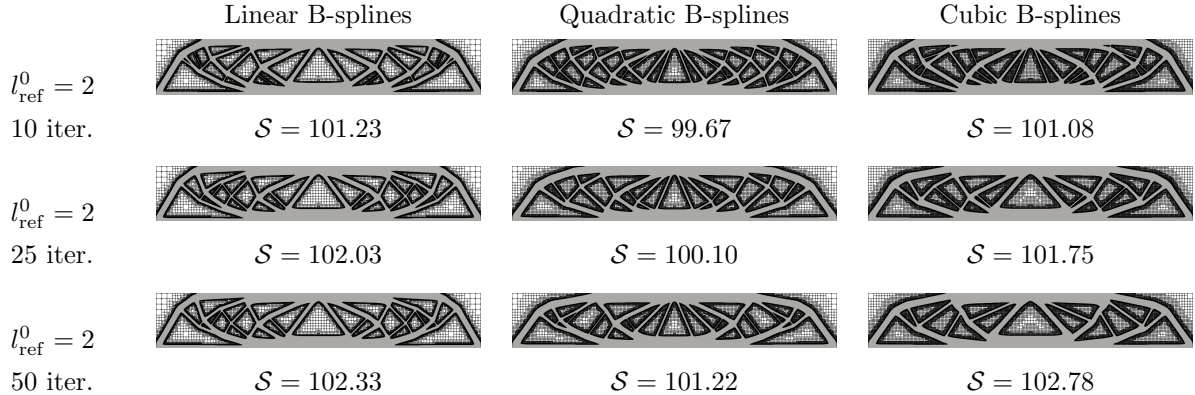 Linear B-splines Quadratic B-splines Cubic B-splines
l⁰_ref = 2
10 iter. 𝒮 = 101.23 𝒮 = 99.67 𝒮 = 101.08
l⁰_ref = 2
25 iter. 𝒮 = 102.03 𝒮 = 100.10 𝒮 = 101.75
l⁰_ref = 2
50 iter. 𝒮 = 102.33 𝒮 = 101.22 𝒮 = 102.78